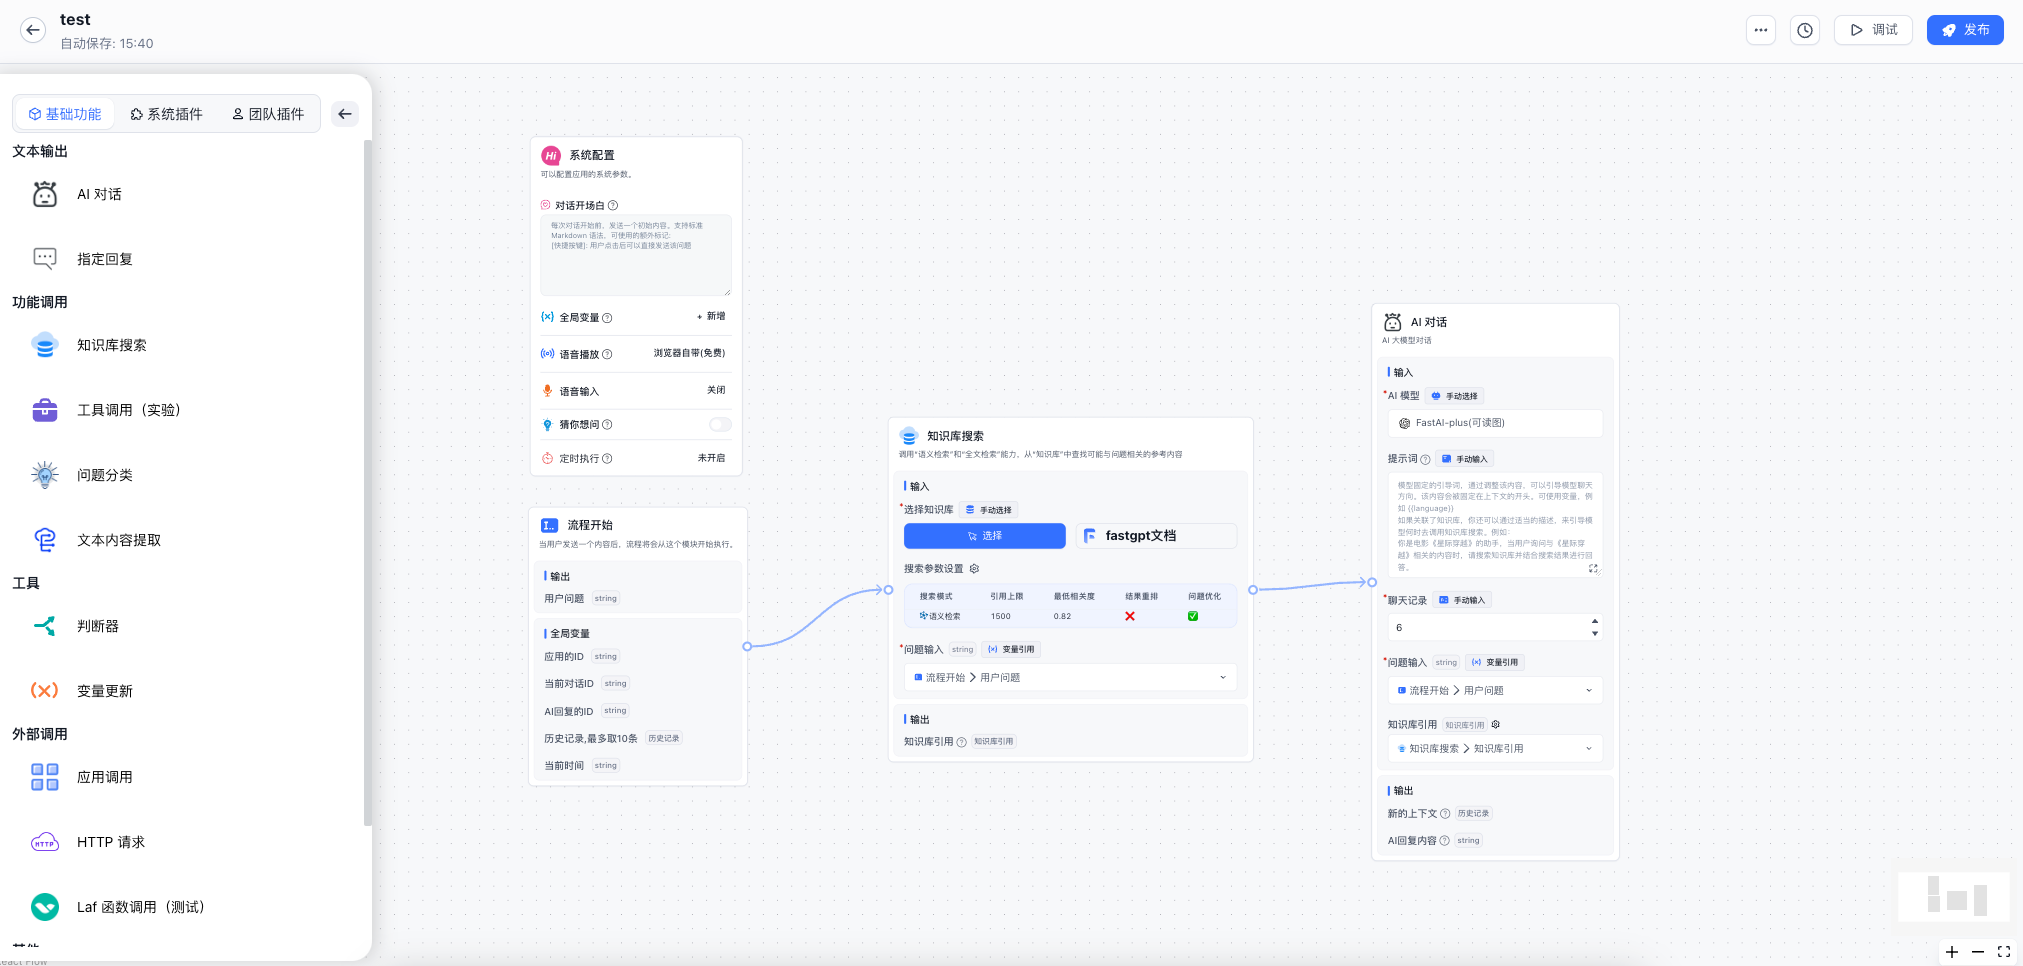 test
自动保存: 15:40
调试
发布
基础功能
系统插件
团队插件
文本输出
AI 对话
指定回复
功能调用
知识库搜索
工具调用（实验）
问题分类
文本内容提取
工具
判断器
变量更新
外部调用
应用调用
HTTP 请求
HTTP
Laf 函数调用（测试）
Hi 系统配置
可以配置应用的系统参数。
对话开场白
每次对话开始前，发送一个初始内容。支持标准
Markdown 语法，可使用的额外标记:
[快捷按键]: 用户点击后可以直接发送该问题
全局变量
+ 新增
语音播放
浏览器自带(免费)
语音输入
关闭
猜你想问
定时执行
未开启
流程开始
当用户发送一个内容后，流程将会从这个模块开始执行。
输出
用户问题 string
全局变量
应用的ID string
当前对话ID string
AI回复的ID string
历史记录,最多取10条 历史记录
当前时间 string
知识库搜索
调用“语义检索”和“全文检索”能力，从“知识库”中查找可能与问题相关的参考内容
输入
*选择知识库 手动选择
选择
fastgpt文档
搜索参数设置
搜索模式 引用上限 最低相关度 结果重排 问题优化
语义检索 1500 0.82 ❌ ✅
*问题输入 string 变量引用
流程开始 > 用户问题
输出
知识库引用 知识库引用
AI 对话
AI 大模型对话
输入
*AI 模型 手动选择
FastAI-plus(可读图)
提示词 手动输入
模型固定的引导词，通过调整该内容，可以引导模型聊天
方向。该内容会被固定在上下文的开头。可使用变量，例
如 {{language}}
如果关联了知识库，你还可以通过适当的描述，来引导模
型何时去调用知识库搜索。例如：
你是电影《星际穿越》的助手，当用户询问与《星际穿
越》相关的内容时，请搜索知识库并结合搜索结果进行回
答。
*聊天记录 手动输入
6
*问题输入 string 变量引用
流程开始 > 用户问题
知识库引用 知识库引用
知识库搜索 > 知识库引用
输出
新的上下文 历史记录
AI回复内容 string